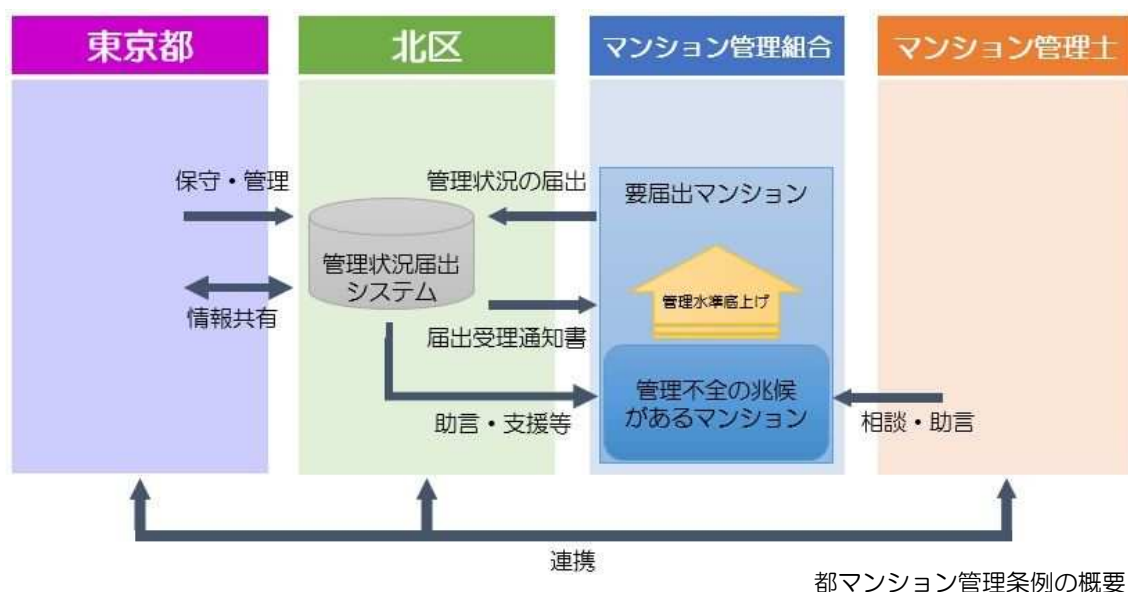 東京都
北区
マンション管理組合
マンション管理士
保守・管理
管理状況の届出
要届出マンション
管理状況届出
システム
管理水準底上げ
情報共有
届出受理通知書
管理不全の兆候
があるマンション
助言・支援等
相談・助言
連携
都マンション管理条例の概要